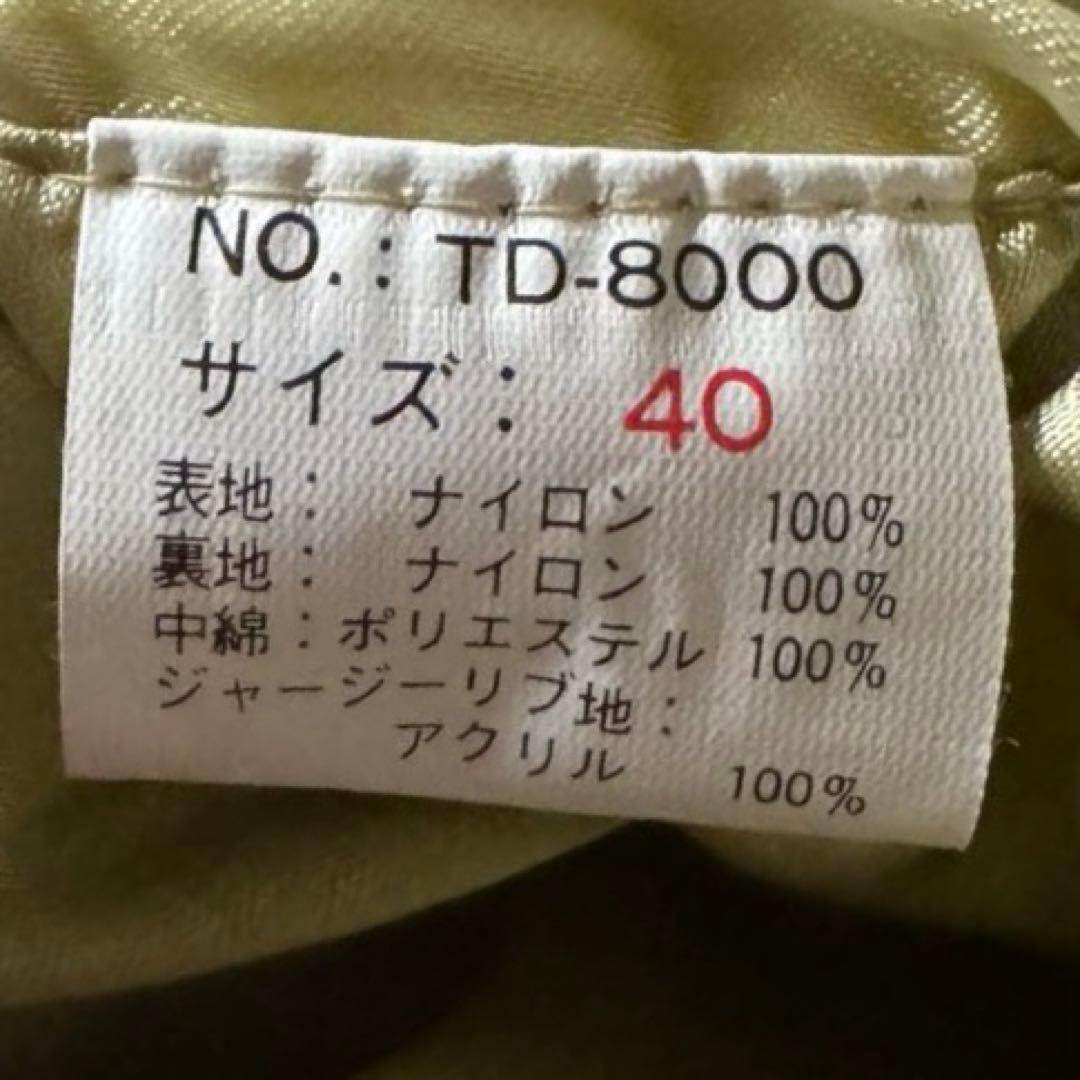 NO.: TD-8000
サイズ: 40
表地: ナイロン 100%
裏地: ナイロン 100%
中綿: ポリエステル 100%
ジャージーリブ地:
アクリル 100%